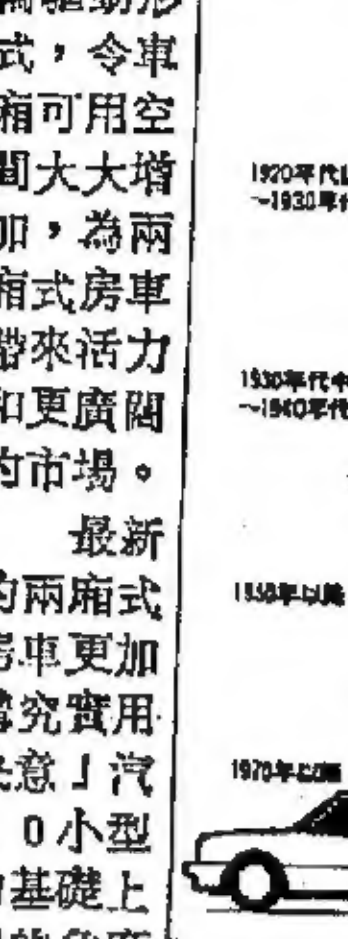 驅動形
式，令車
廂可用空
間大大增
加，為兩
廂式房車
帶來活力
和更廣闊
的市場。
最新
的兩廂式
房車更加
講究實用
意」汽
0小型
基礎上
1920年代
～1930年代
1930年代中
～1940年代
1950年以降
1970年以降